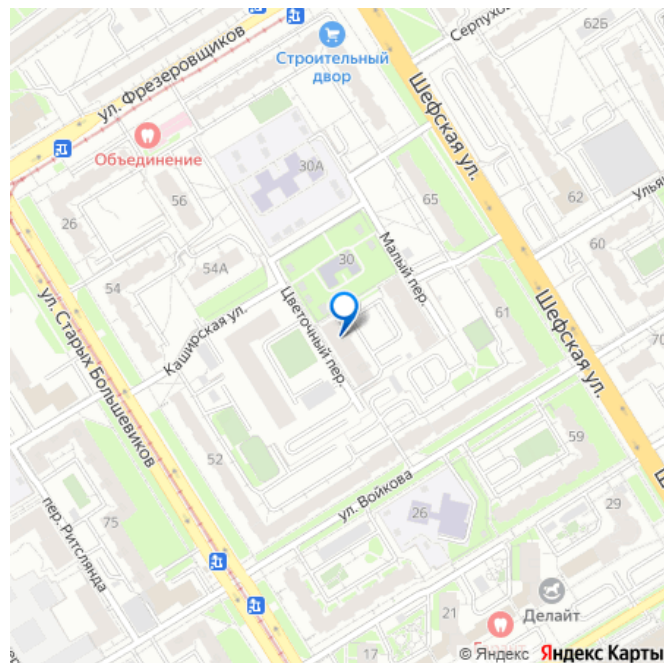 62Б
Серпухов
ул. Фрезеровщиков
Строительный
двор
Шефская ул.
Объединение
30А
Улья
56
65
62
26
60
54А
30
Малый пер.
54
ул. Старых Большевиков
Каширская ул.
Цветочный пер.
61
Шефская ул.
70
52
59
ул. Войкова
пер. Ритслянда
75
26
29
21
Делайт
17
© Яндекс Яндекс Карты